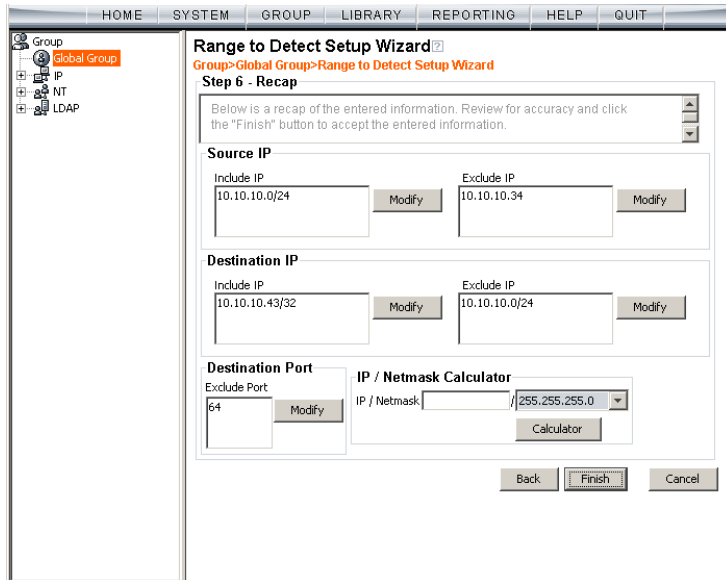 HOME SYSTEM GROUP LIBRARY REPORTING HELP QUIT
Group
Global Group
IP
NT
LDAP
Range to Detect Setup Wizard ?
Group>Global Group>Range to Detect Setup Wizard
Step 6 - Recap
Below is a recap of the entered information. Review for accuracy and click
the "Finish" button to accept the entered information.
Source IP
Include IP Exclude IP
10.10.10.0/24 Modify 10.10.10.34 Modify
Destination IP
Include IP Exclude IP
10.10.10.43/32 Modify 10.10.10.0/24 Modify
Destination Port
Exclude Port
64 Modify
IP / Netmask Calculator
IP / Netmask / 255.255.255.0
Calculator
Back Finish Cancel